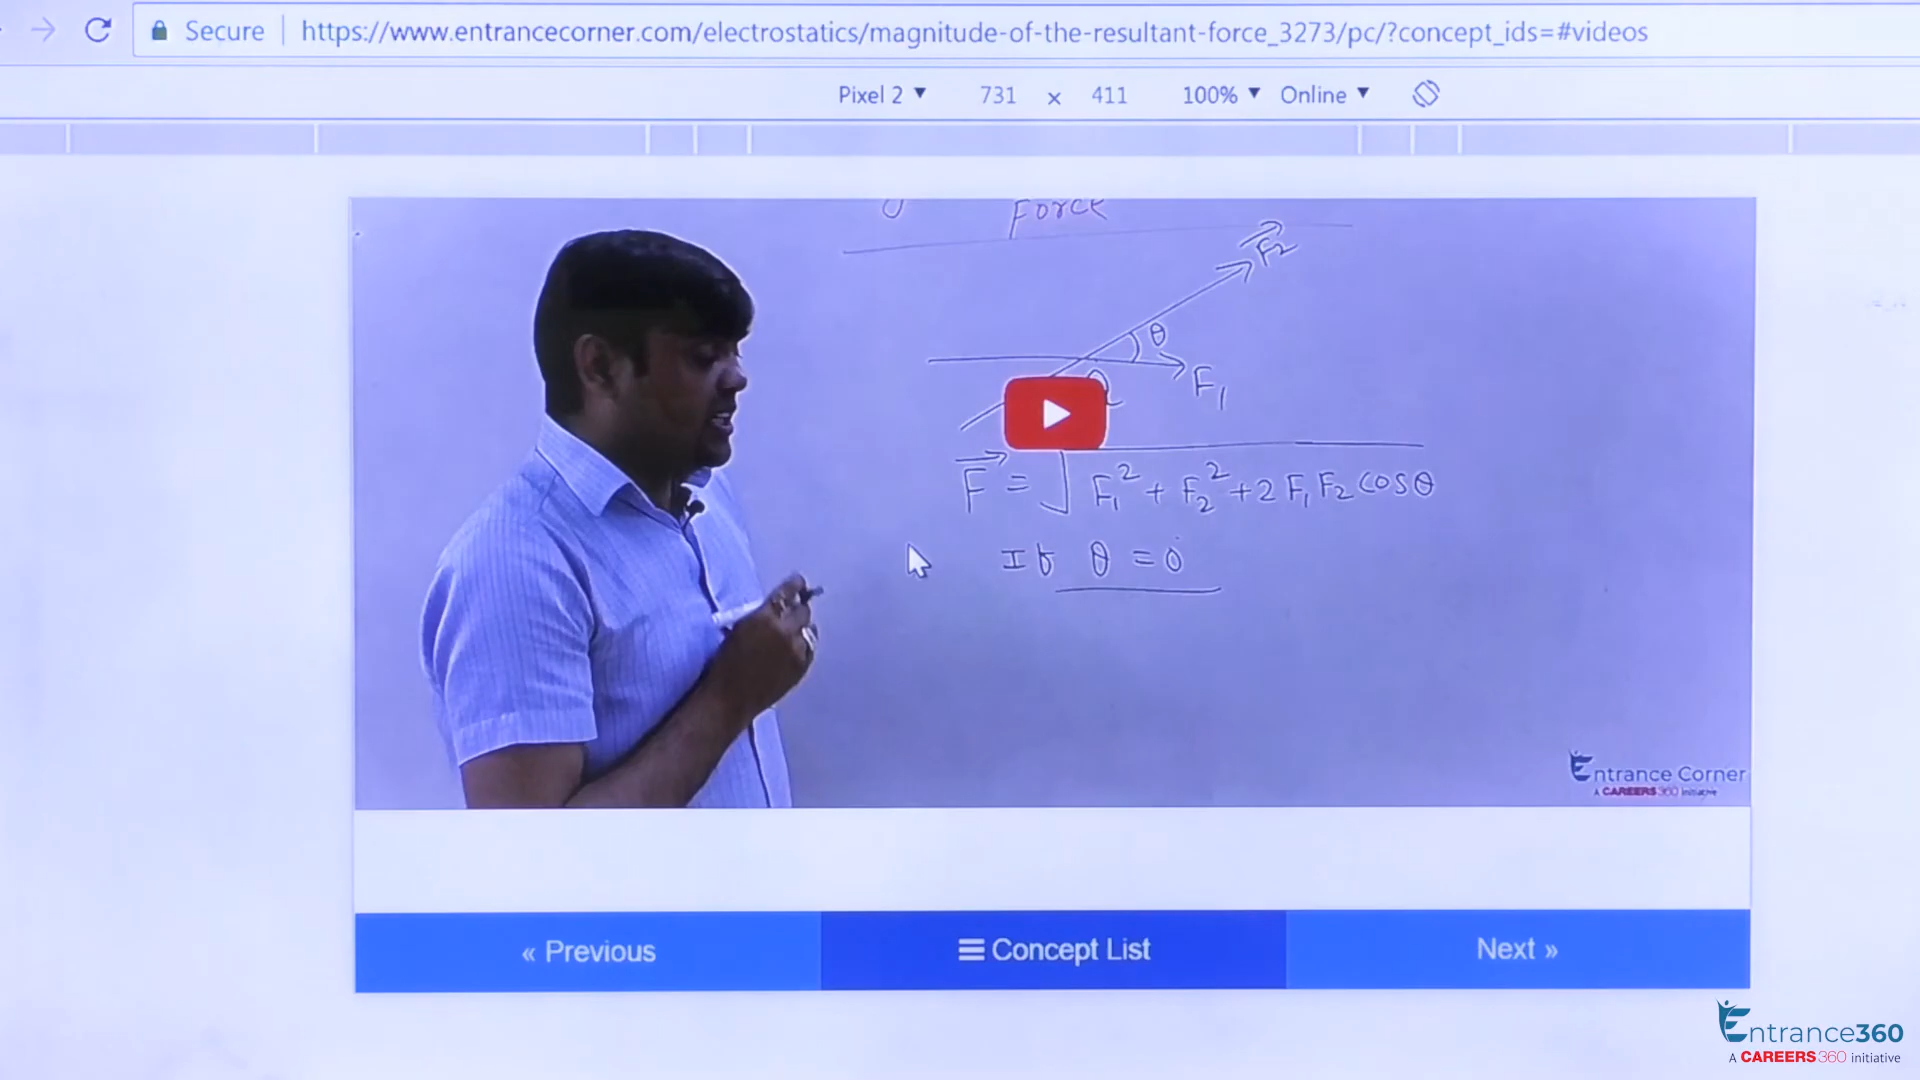 Secure https://www.entrancecorner.com/electrostatics/magnitude-of-the-resultant-force_3273/pc/?concept_ids=#videos
Pixel 2 731 x 411 100% Online
Force
F2
θ
F1
F = √F1² + F2² + 2 F1 F2 cosθ
If θ = 0°
Entrance Corner
A CAREERS360 initiative
« Previous Concept List Next »
Entrance360
A CAREERS360 initiative